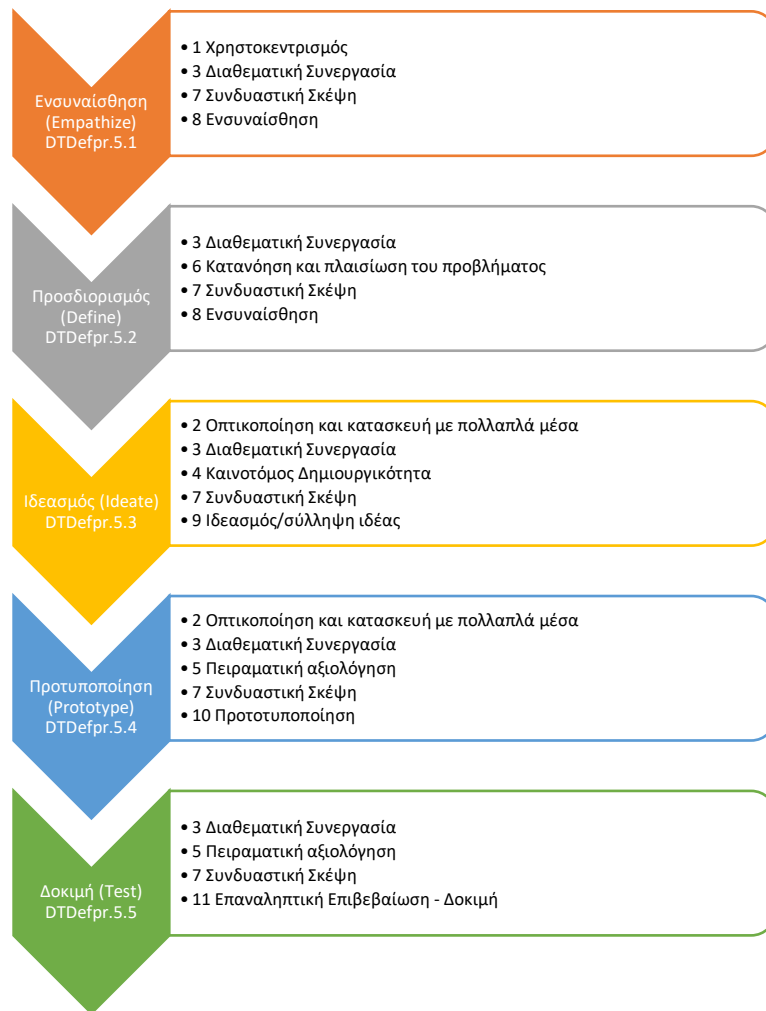 Ενσυναίσθηση
(Empathize)
DTDefpr.5.1
• 1 Χρηστοκεντρισμός
• 3 Διαθεματική Συνεργασία
• 7 Συνδυαστική Σκέψη
• 8 Ενσυναίσθηση
Προσδιορισμός
(Define)
DTDefpr.5.2
• 3 Διαθεματική Συνεργασία
• 6 Κατανόηση και πλαισίωση του προβλήματος
• 7 Συνδυαστική Σκέψη
• 8 Ενσυναίσθηση
Ιδεασμός (Ideate)
DTDefpr.5.3
• 2 Οπτικοποίηση και κατασκευή με πολλαπλά μέσα
• 3 Διαθεματική Συνεργασία
• 4 Καινοτόμος Δημιουργικότητα
• 7 Συνδυαστική Σκέψη
• 9 Ιδεασμός/σύλληψη ιδέας
Προτυποποίηση
(Prototype)
DTDefpr.5.4
• 2 Οπτικοποίηση και κατασκευή με πολλαπλά μέσα
• 3 Διαθεματική Συνεργασία
• 5 Πειραματική αξιολόγηση
• 7 Συνδυαστική Σκέψη
• 10 Προτοτυποποίηση
Δοκιμή (Test)
DTDefpr.5.5
• 3 Διαθεματική Συνεργασία
• 5 Πειραματική αξιολόγηση
• 7 Συνδυαστική Σκέψη
• 11 Επαναληπτική Επιβεβαίωση - Δοκιμή